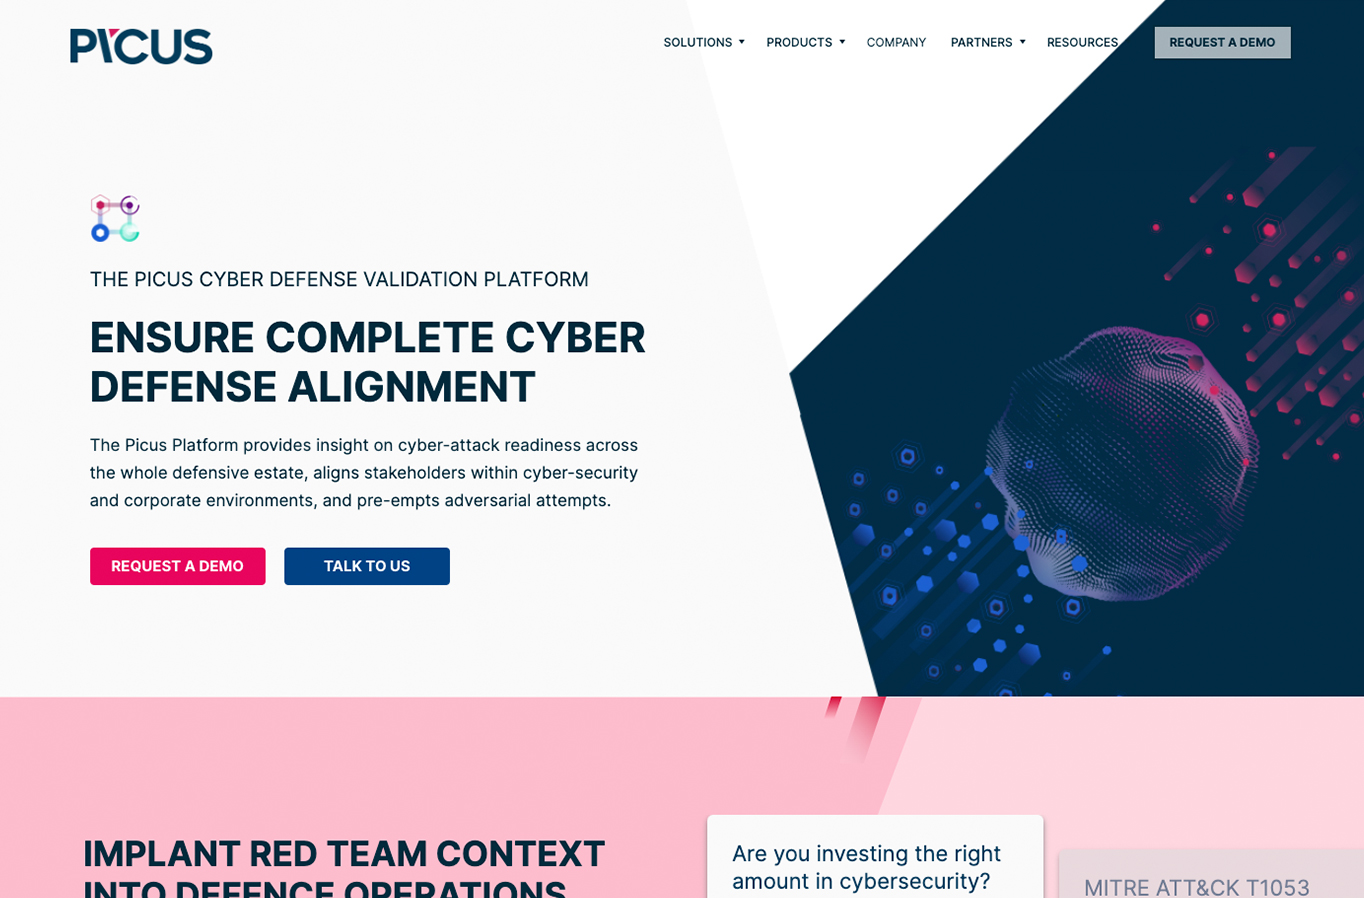 PICUS
SOLUTIONS
PRODUCTS
COMPANY
PARTNERS
RESOURCES
REQUEST A DEMO
THE PICUS CYBER DEFENSE VALIDATION PLATFORM
ENSURE COMPLETE CYBER
DEFENSE ALIGNMENT
The Picus Platform provides insight on cyber-attack readiness across
the whole defensive estate, aligns stakeholders within cyber-security
and corporate environments, and pre-empts adversarial attempts.
REQUEST A DEMO
TALK TO US
IMPLANT RED TEAM CONTEXT
INTO DEFENCE OPERATIONS
Are you investing the right
amount in cybersecurity?
MITRE ATT&CK T1053